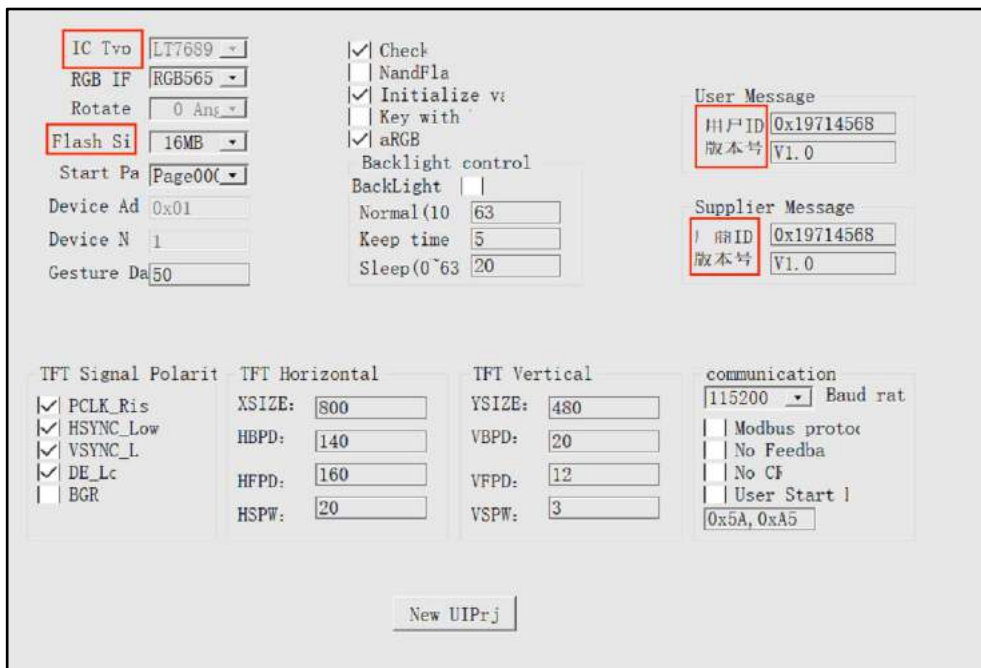 IC Typ LT7689
RGB IF RGB565
Rotate 0 Ang
Flash Si 16MB
Start Pa Page000
Device Ad 0x01
Device N 1
Gesture Da 50
Check
NandFla
Initialize va
Key with
aRGB
Backlight control
BackLight
Normal(10 63
Keep time 5
Sleep(0~63 20
User Message
用户ID 0x19714568
版本号 V1.0
Supplier Message
厂商ID 0x19714568
版本号 V1.0
TFT Signal Polarit
PCLK_Ris
HSYNC_Low
VSYNC_L
DE_Lc
BGR
TFT Horizontal
XSIZE: 800
HBPD: 140
HFPD: 160
HSPW: 20
TFT Vertical
YSIZE: 480
VBPD: 20
VFPD: 12
VSPW: 3
communication
115200 Baud rat
Modbus protoc
No Feedba
No CF
User Start l
0x5A,0xA5
New UIPrj